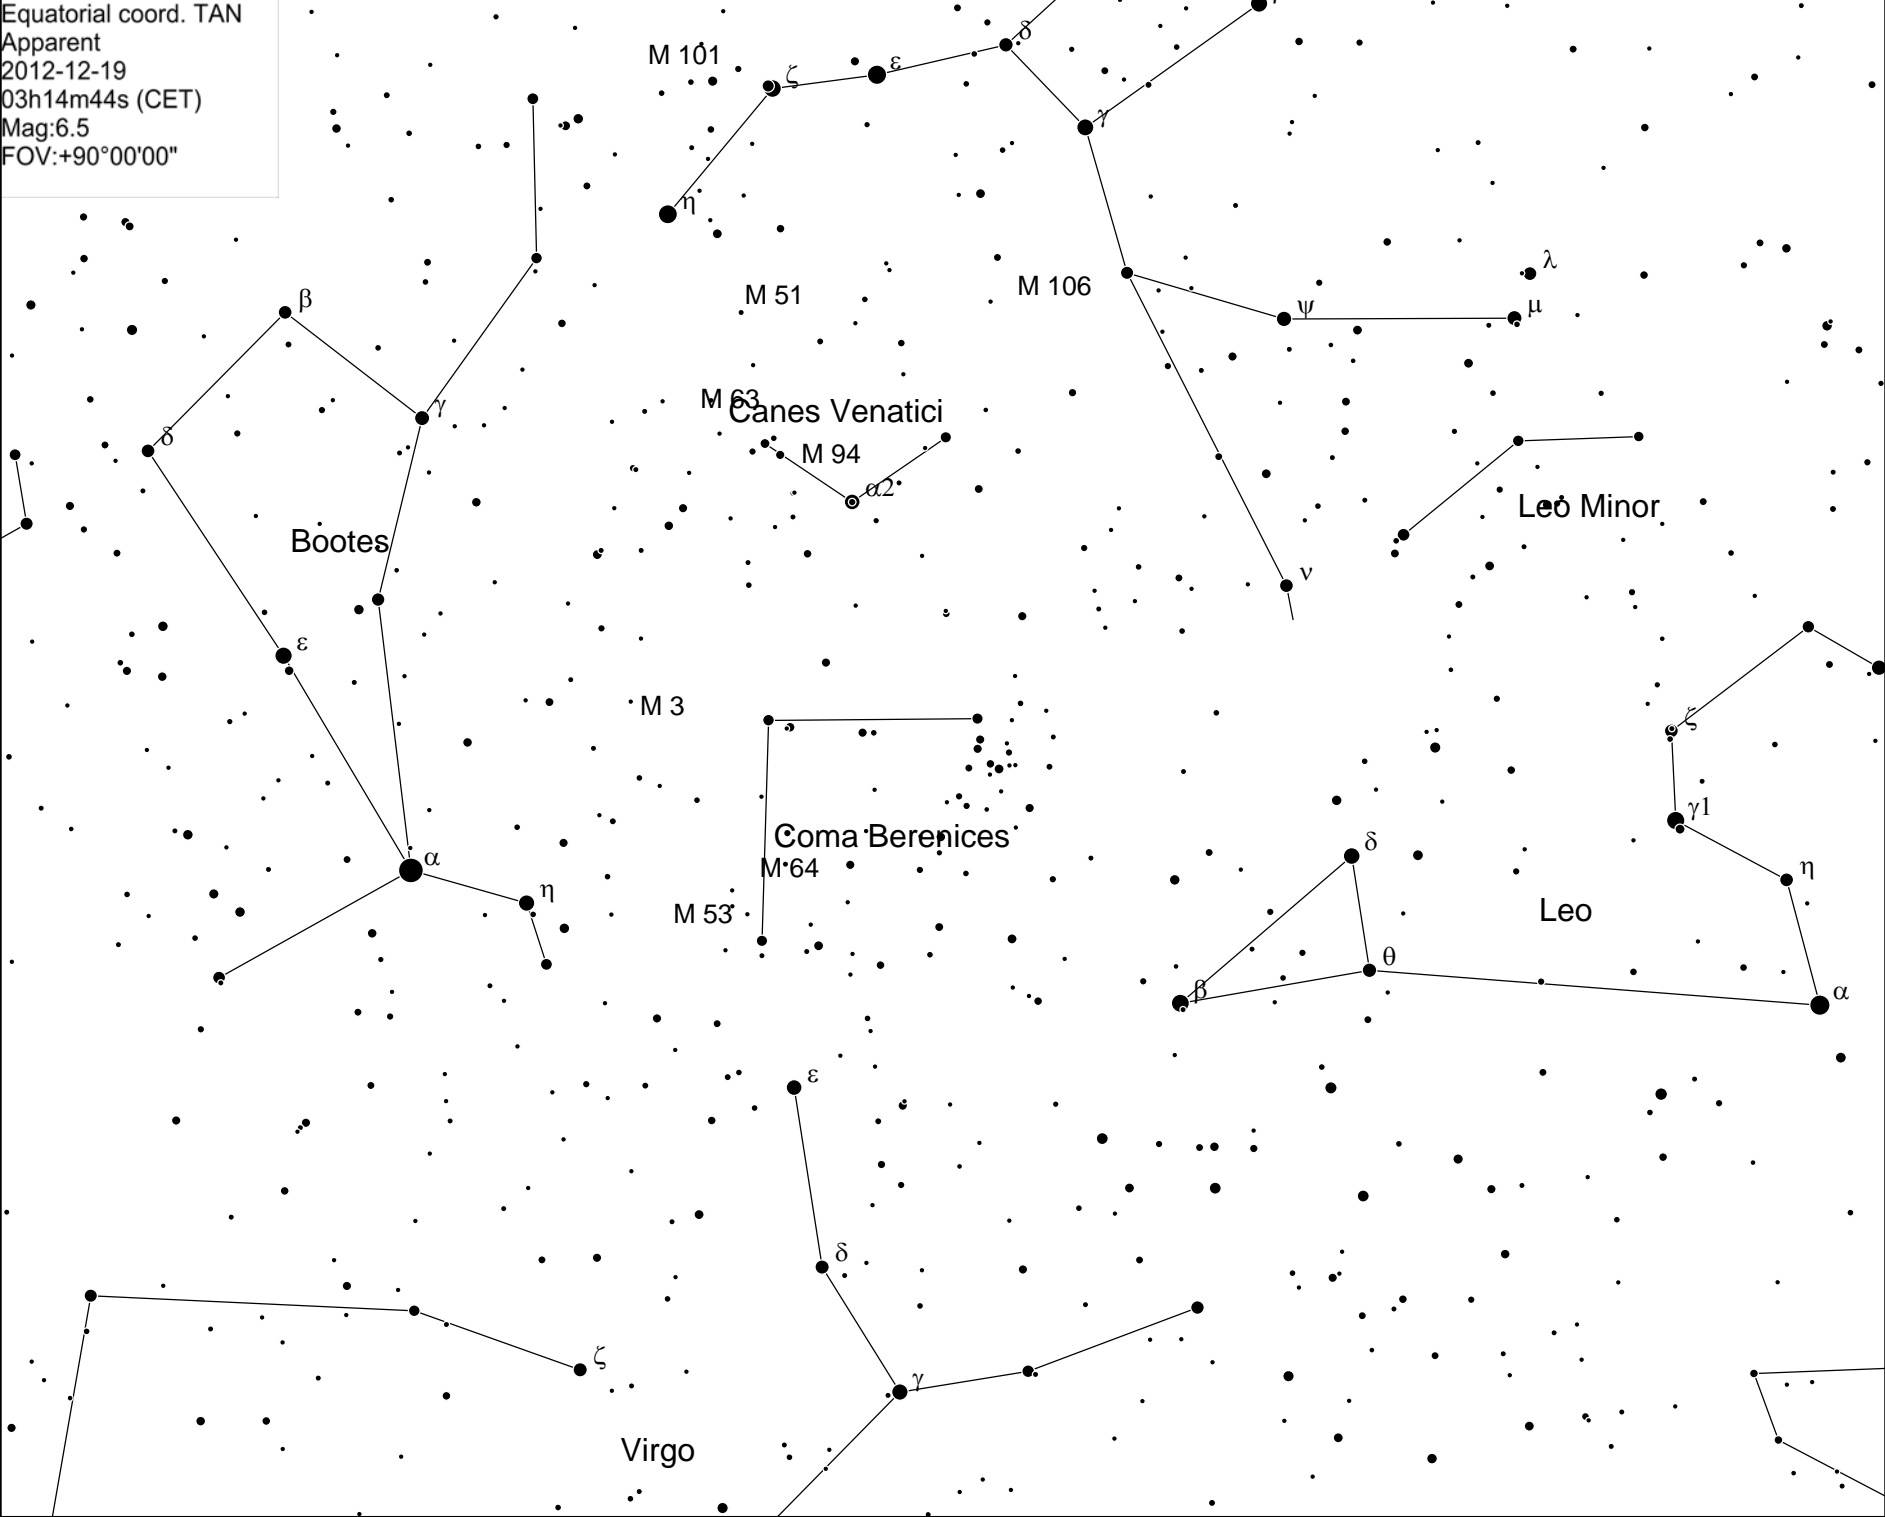 Equatorial coord. TAN
Apparent
2012-12-19
03h14m44s (CET)
Mag:6.5
FOV:+90°00'00"
δ
M 101
ζ
ε
γ
η
λ
M 106
M 51
β
ψ
μ
M 63
γ
Canes Venatici
δ
M 94
α2
Leo Minor
Bootes
ν
ε
M 3
ζ
γ1
Coma Berenices
δ
α
M 64
η
η
Leo
M 53
θ
β
α
ε
δ
ζ
γ
Virgo